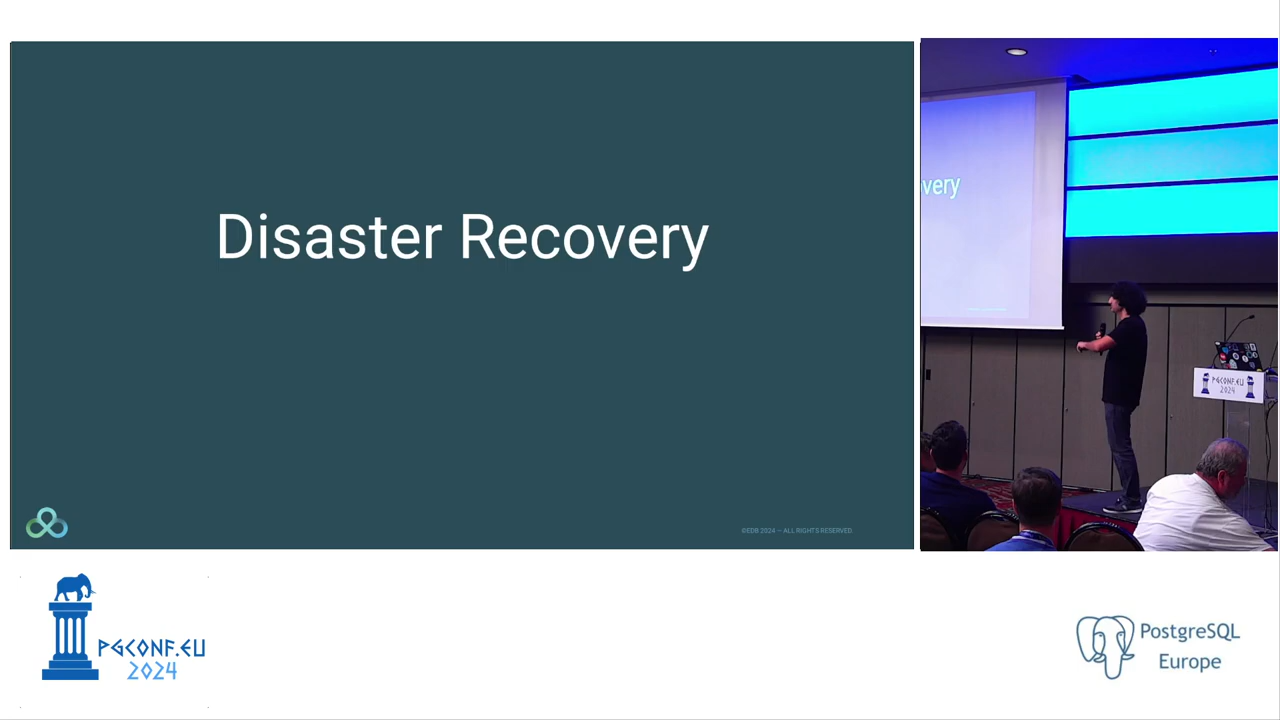 Disaster Recovery
©EDB 2024 — ALL RIGHTS RESERVED.
very
PGCONF.EU
2024
PGCONF.EU
2024
PostgreSQL
Europe